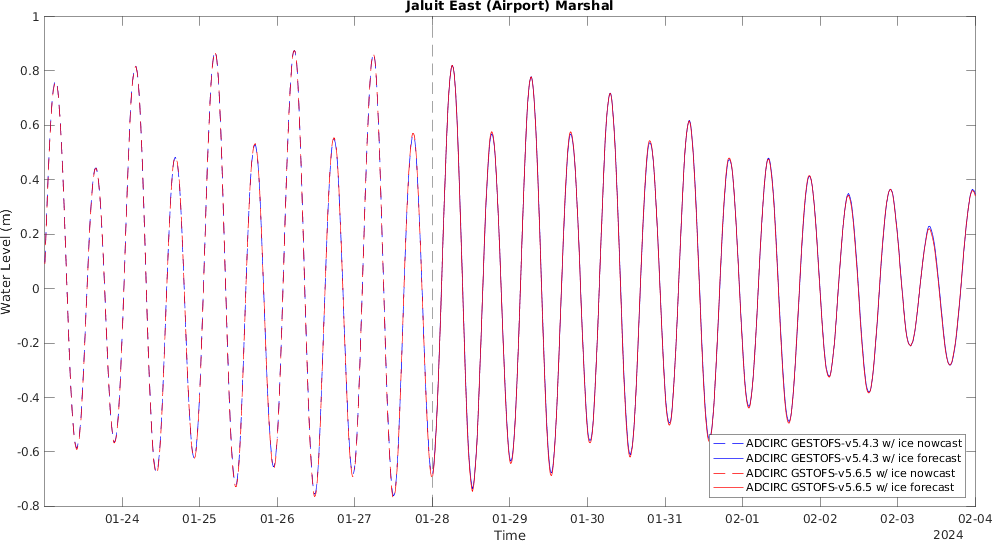 Jaluit East (Airport) Marshal
Water Level (m)
1
0.8
0.6
0.4
0.2
0
-0.2
-0.4
-0.6
-0.8
ADCIRC GESTOFS-v5.4.3 w/ ice nowcast
ADCIRC GESTOFS-v5.4.3 w/ ice forecast
ADCIRC GSTOFS-v5.6.5 w/ ice nowcast
ADCIRC GSTOFS-v5.6.5 w/ ice forecast
01-24 01-25 01-26 01-27 01-28 01-29 01-30 01-31 02-01 02-02 02-03 02-04
Time
2024